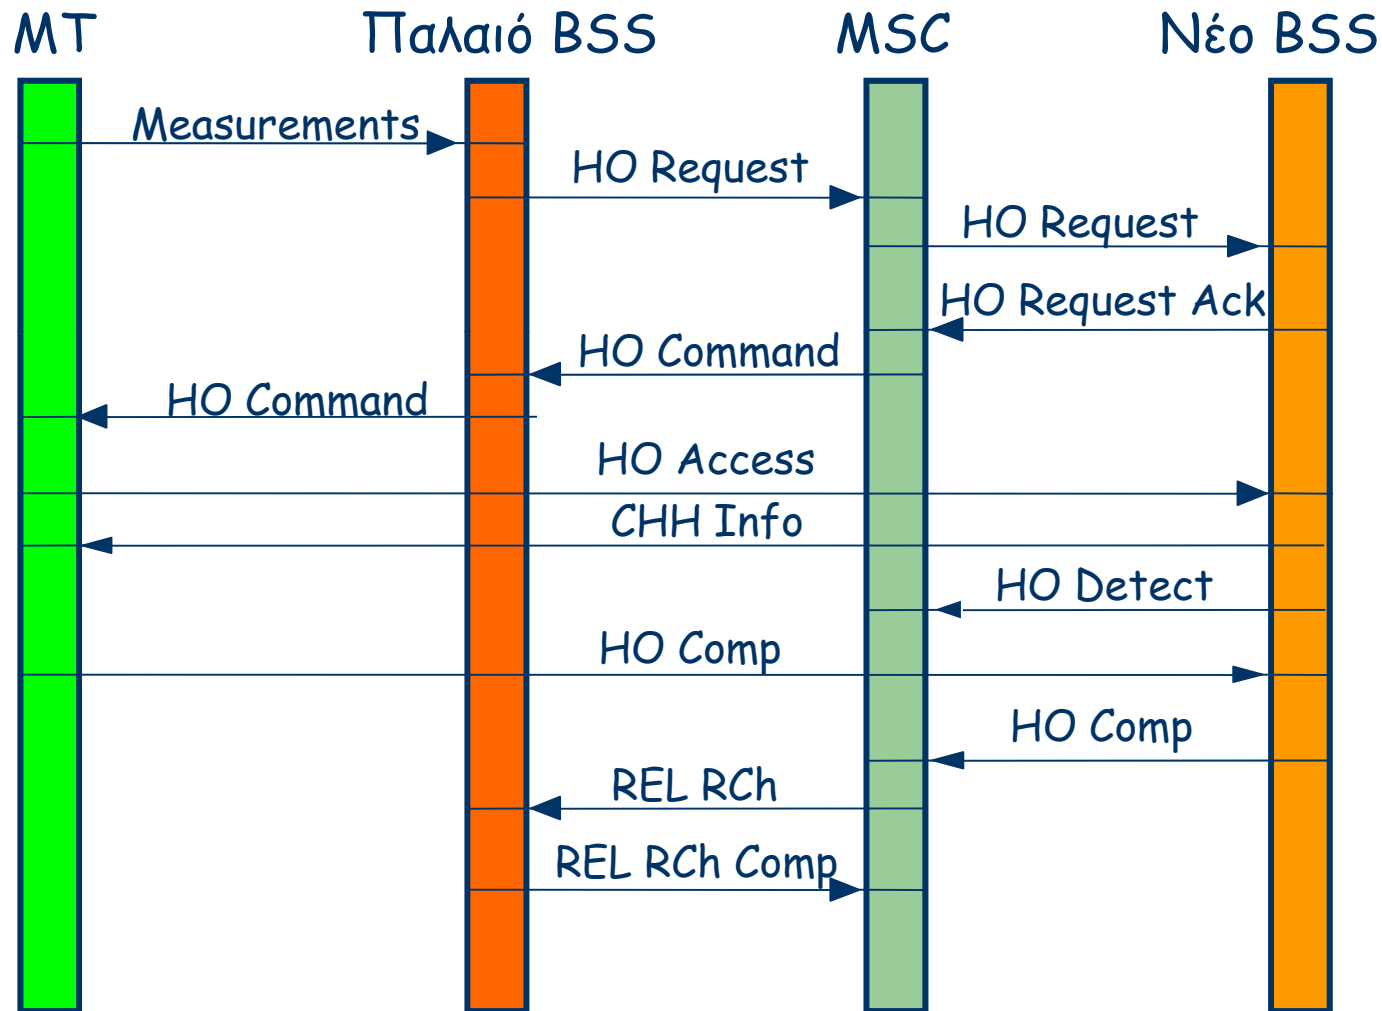 MT
Παλαιό BSS
MSC
Νέο BSS
Measurements
HO Request
HO Request
HO Request Ack
HO Command
HO Command
HO Access
CHH Info
HO Detect
HO Comp
HO Comp
REL RCh
REL RCh Comp